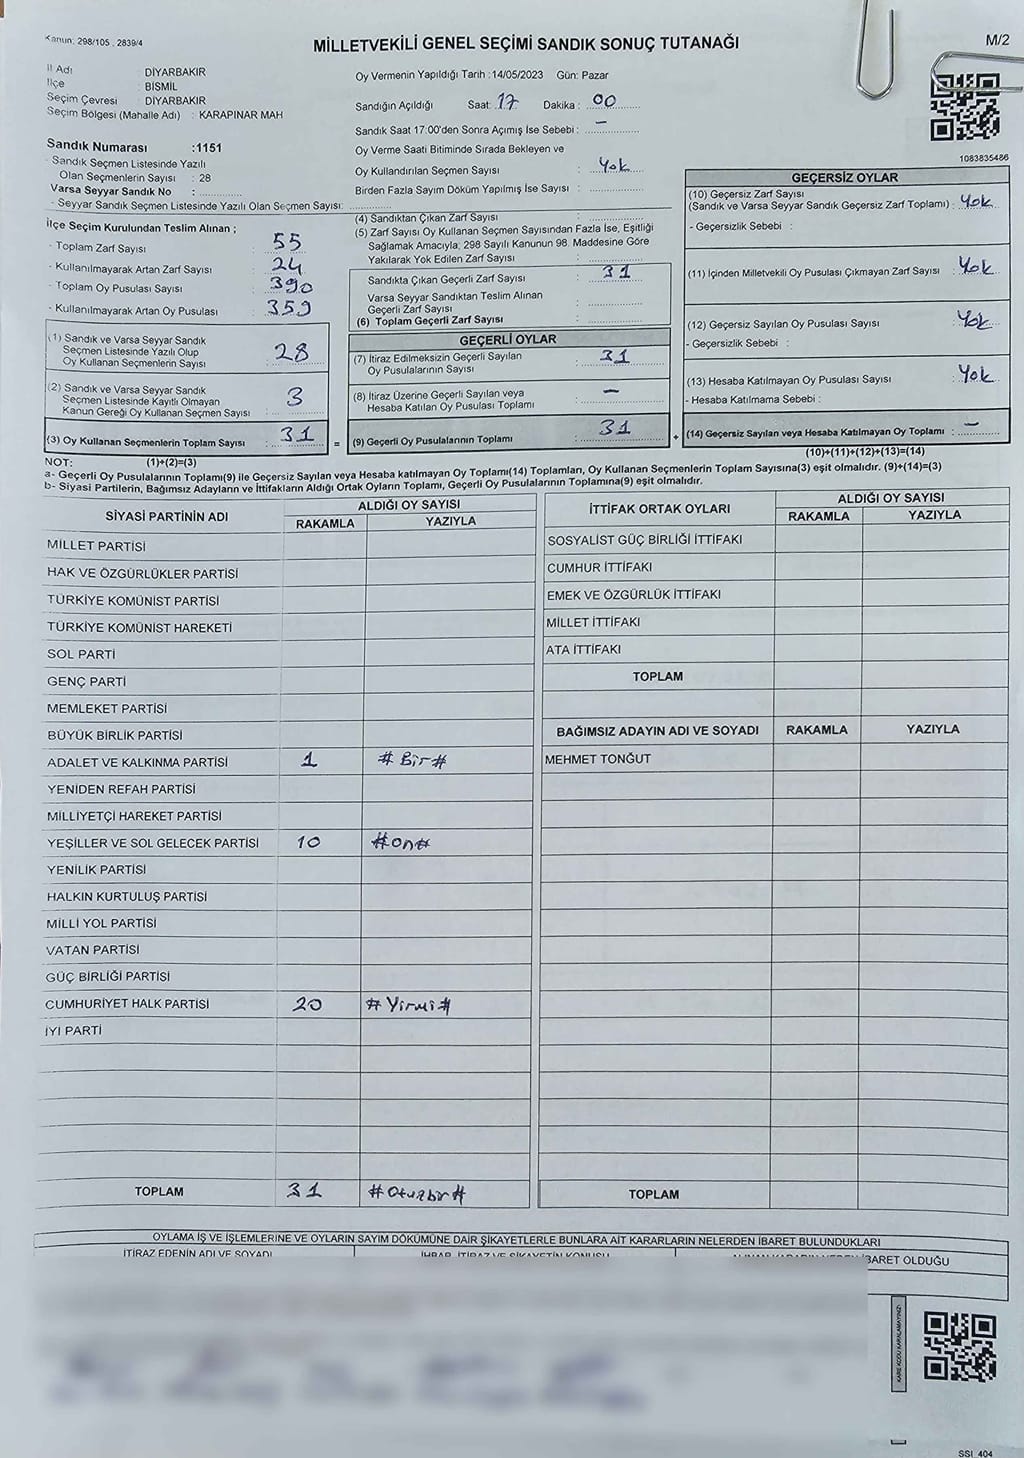 Kanun: 298/105 , 2839/4
MİLLETVEKİLİ GENEL SEÇİMİ SANDIK SONUÇ TUTANAĞI
M/2
İl Adı : DİYARBAKIR
İlçe : BİSMİL
Seçim Çevresi : DİYARBAKIR
Seçim Bölgesi (Mahalle Adı) : KARAPINAR MAH
Sandık Numarası :1151
- Sandık Seçmen Listesinde Yazılı
Olan Seçmenlerin Sayısı : 28
Varsa Seyyar Sandık No :
- Seyyar Sandık Seçmen Listesinde Yazılı Olan Seçmen Sayısı:
Oy Vermenin Yapıldığı Tarih :14/05/2023 Gün: Pazar
Sandığın Açıldığı Saat: 17 Dakika : 00
Sandık Saat 17:00'den Sonra Açımış İse Sebebi : —
Oy Verme Saati Bitiminde Sırada Bekleyen ve
Oy Kullandırılan Seçmen Sayısı : Yok
Birden Fazla Sayım Döküm Yapılmış İse Sayısı :
1083835486
İlçe Seçim Kurulundan Teslim Alınan ;
- Toplam Zarf Sayısı : 55
- Kullanılmayarak Artan Zarf Sayısı : 24
- Toplam Oy Pusulası Sayısı : 390
- Kullanılmayarak Artan Oy Pusulası : 359
(1) Sandık ve Varsa Seyyar Sandık
Seçmen Listesinde Yazılı Olup
Oy Kullanan Seçmenlerin Sayısı : 28
(2) Sandık ve Varsa Seyyar Sandık
Seçmen Listesinde Kayıtlı Olmayan
Kanun Gereği Oy Kullanan Seçmen Sayısı : 3
(3) Oy Kullanan Seçmenlerin Toplam Sayısı : 31 =
(4) Sandıktan Çıkan Zarf Sayısı :
(5) Zarf Sayısı Oy Kullanan Seçmen Sayısından Fazla İse, Eşitliği
Sağlamak Amacıyla, 298 Sayılı Kanunun 98. Maddesine Göre
Yakılarak Yok Edilen Zarf Sayısı :
Sandıkta Çıkan Geçerli Zarf Sayısı : 31
Varsa Seyyar Sandıktan Teslim Alınan
Geçerli Zarf Sayısı :
(6) Toplam Geçerli Zarf Sayısı :
GEÇERLİ OYLAR
(7) İtiraz Edilmeksizin Geçerli Sayılan
Oy Pusulalarının Sayısı : 31
(8) İtiraz Üzerine Geçerli Sayılan veya
Hesaba Katılan Oy Pusulası Toplamı : —
(9) Geçerli Oy Pusulalarının Toplamı : 31 +
GEÇERSİZ OYLAR
(10) Geçersiz Zarf Sayısı
(Sandık ve Varsa Seyyar Sandık Geçersiz Zarf Toplamı) : Yok
- Geçersizlik Sebebi :
(11) İçinden Milletvekili Oy Pusulası Çıkmayan Zarf Sayısı : Yok
(12) Geçersiz Sayılan Oy Pusulası Sayısı : Yok
- Geçersizlik Sebebi :
(13) Hesaba Katılmayan Oy Pusulası Sayısı : Yok
- Hesaba Katılmama Sebebi :
(14) Geçersiz Sayılan veya Hesaba Katılmayan Oy Toplamı : —
NOT: (1)+(2)=(3) (10)+(11)+(12)+(13)=(14)
a- Geçerli Oy Pusulalarının Toplamı(9) ile Geçersiz Sayılan veya Hesaba katılmayan Oy Toplamı(14) Toplamları, Oy Kullanan Seçmenlerin Toplam Sayısına(3) eşit olmalıdır. (9)+(14)=(3)
b- Siyasi Partilerin, Bağımsız Adayların ve İttifakların Aldığı Ortak Oyların Toplamı, Geçerli Oy Pusulalarının Toplamına(9) eşit olmalıdır.
SİYASİ PARTİNİN ADI ALDIĞI OY SAYISI
RAKAMLA YAZIYLA
MİLLET PARTİSİ
HAK VE ÖZGÜRLÜKLER PARTİSİ
TÜRKİYE KOMÜNİST PARTİSİ
TÜRKİYE KOMÜNİST HAREKETİ
SOL PARTİ
GENÇ PARTİ
MEMLEKET PARTİSİ
BÜYÜK BİRLİK PARTİSİ
ADALET VE KALKINMA PARTİSİ 1 # Bir #
YENİDEN REFAH PARTİSİ
MİLLİYETÇİ HAREKET PARTİSİ
YEŞİLLER VE SOL GELECEK PARTİSİ 10 #on#
YENİLİK PARTİSİ
HALKIN KURTULUŞ PARTİSİ
MİLLİ YOL PARTİSİ
VATAN PARTİSİ
GÜÇ BİRLİĞİ PARTİSİ
CUMHURİYET HALK PARTİSİ 20 # Yirmi #
İYİ PARTİ
TOPLAM 31 #Otuzbir#
İTTİFAK ORTAK OYLARI ALDIĞI OY SAYISI
RAKAMLA YAZIYLA
SOSYALİST GÜÇ BİRLİĞİ İTTİFAKI
CUMHUR İTTİFAKI
EMEK VE ÖZGÜRLÜK İTTİFAKI
MİLLET İTTİFAKI
ATA İTTİFAKI
TOPLAM
BAĞIMSIZ ADAYIN ADI VE SOYADI RAKAMLA YAZIYLA
MEHMET TONĞUT
TOPLAM
OYLAMA İŞ VE İŞLEMLERİNE VE OYLARIN SAYIM DÖKÜMÜNE DAİR ŞİKAYETLERLE BUNLARA AİT KARARLARIN NELERDEN İBARET BULUNDUKLARI
İTİRAZ EDENİN ADI VE SOYADI İHBAR, İTİRAZ VE ŞİKAYETİN KONUSU İBARET OLDUĞU
KARE KODU KARALAMAYINIZ!
SSI_404